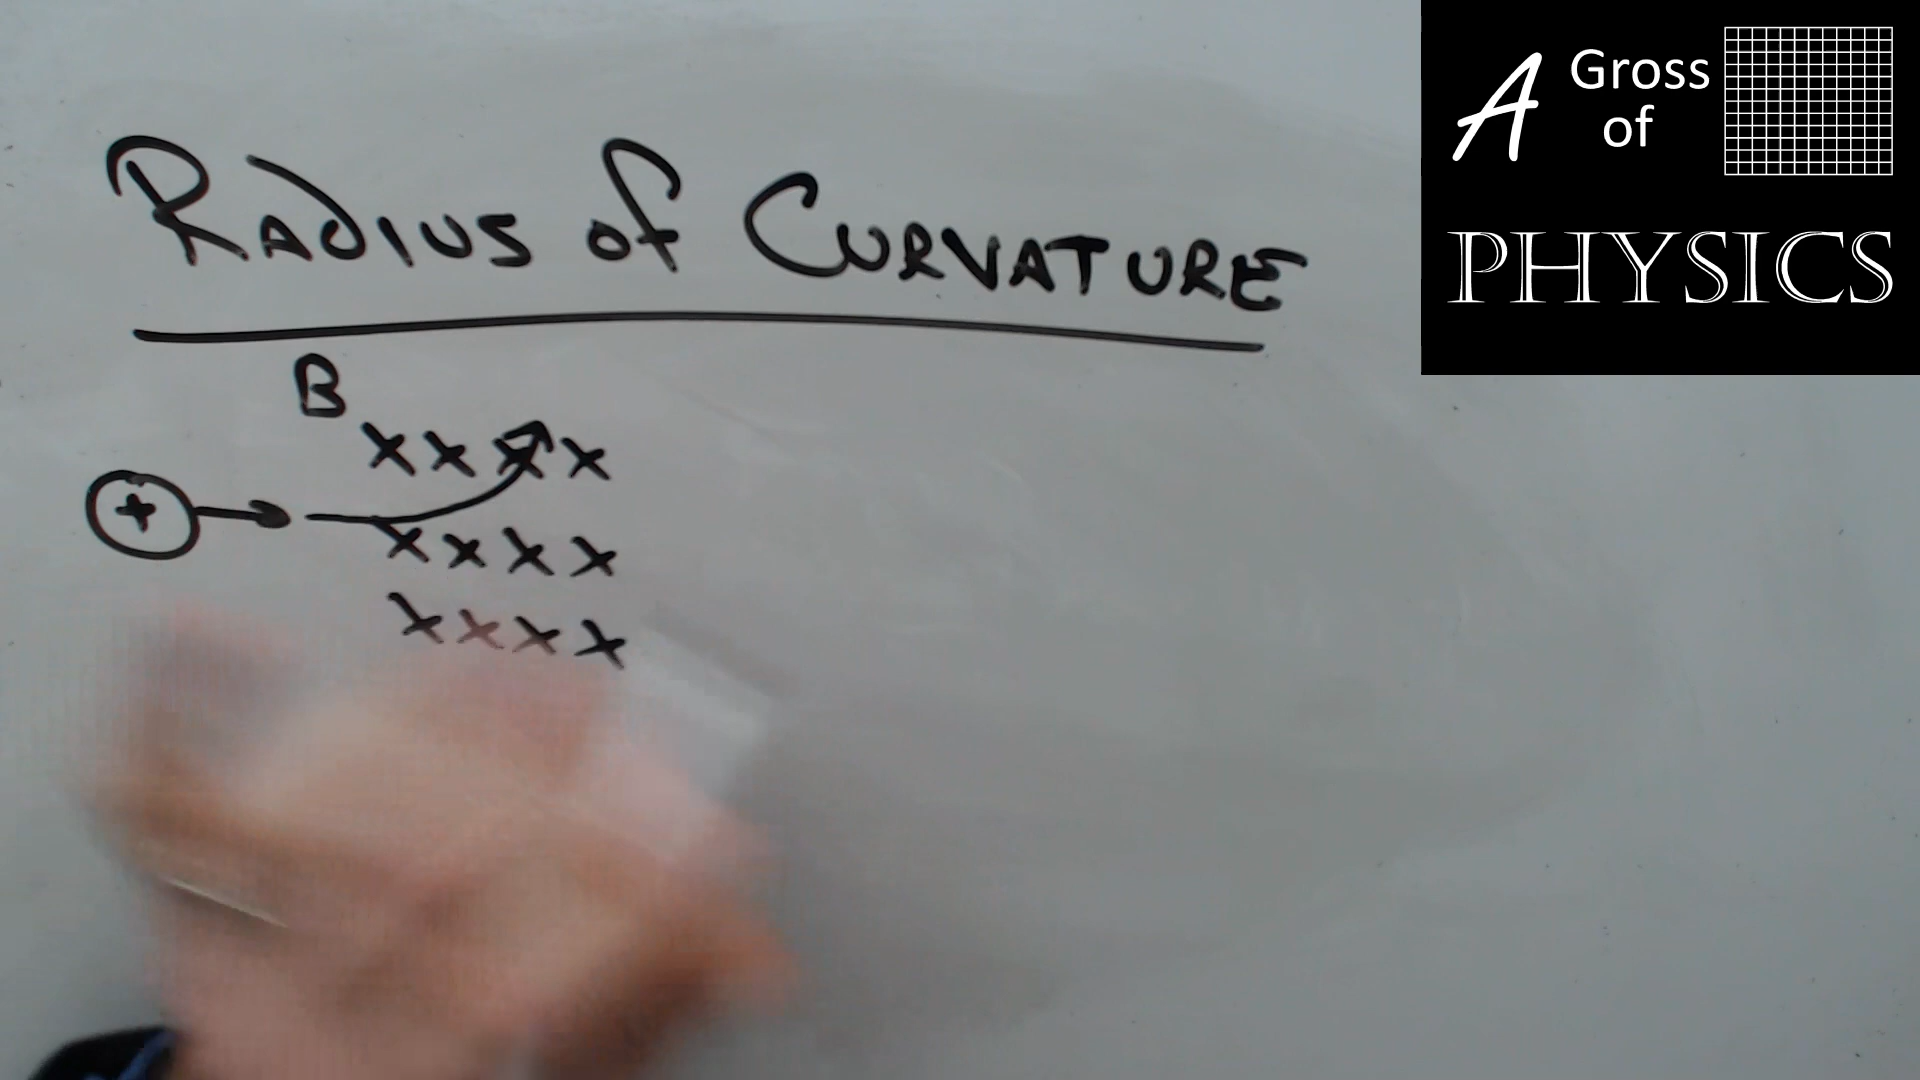 RADIUS of CURVATURE
B
x x x x
+
x x x x
x x x x
A Gross of
PHYSICS